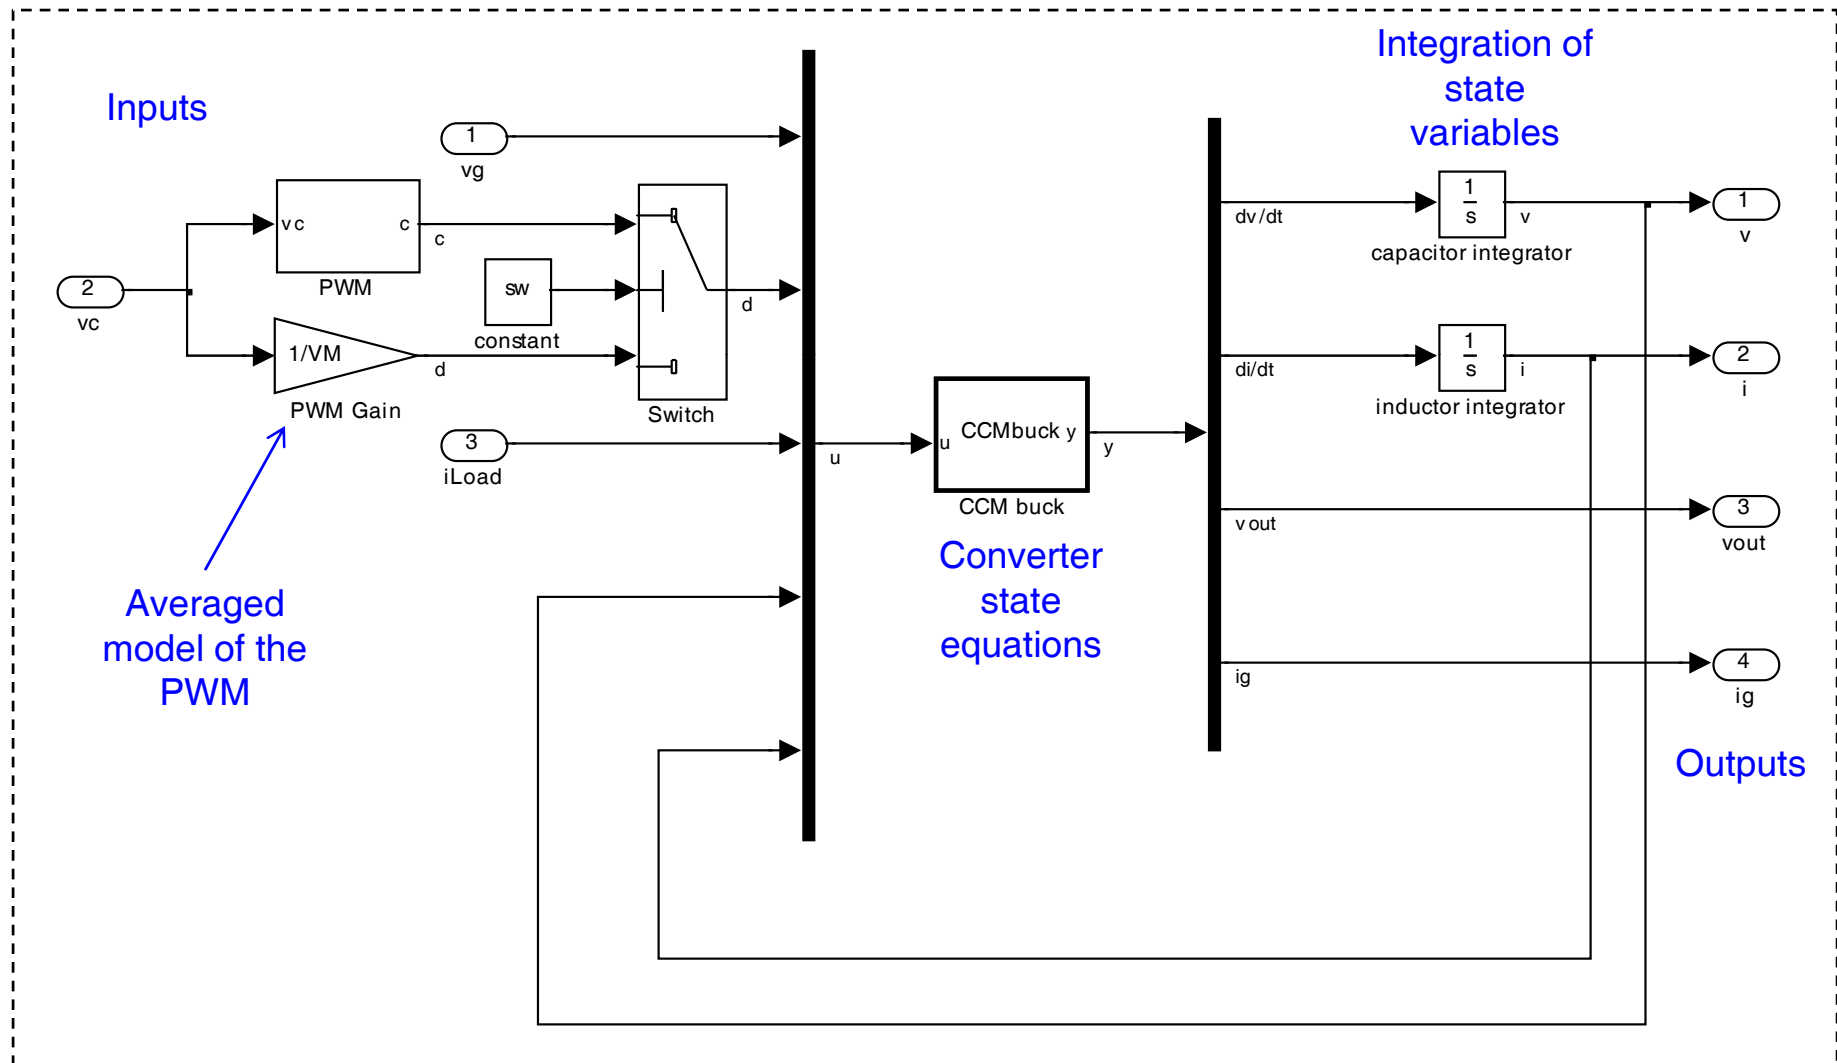 Inputs
Integration of
state
variables
1
vg
vc
c
PWM
c
2
vc
sw
constant
d
1/VM
PWM Gain
d
Switch
3
iLoad
u
u
CCMbuck
y
CCM buck
y
dv/dt
1
s
v
capacitor integrator
1
v
di/dt
1
s
i
inductor integrator
2
i
vout
3
vout
ig
4
ig
Averaged
model of the
PWM
Converter
state
equations
Outputs